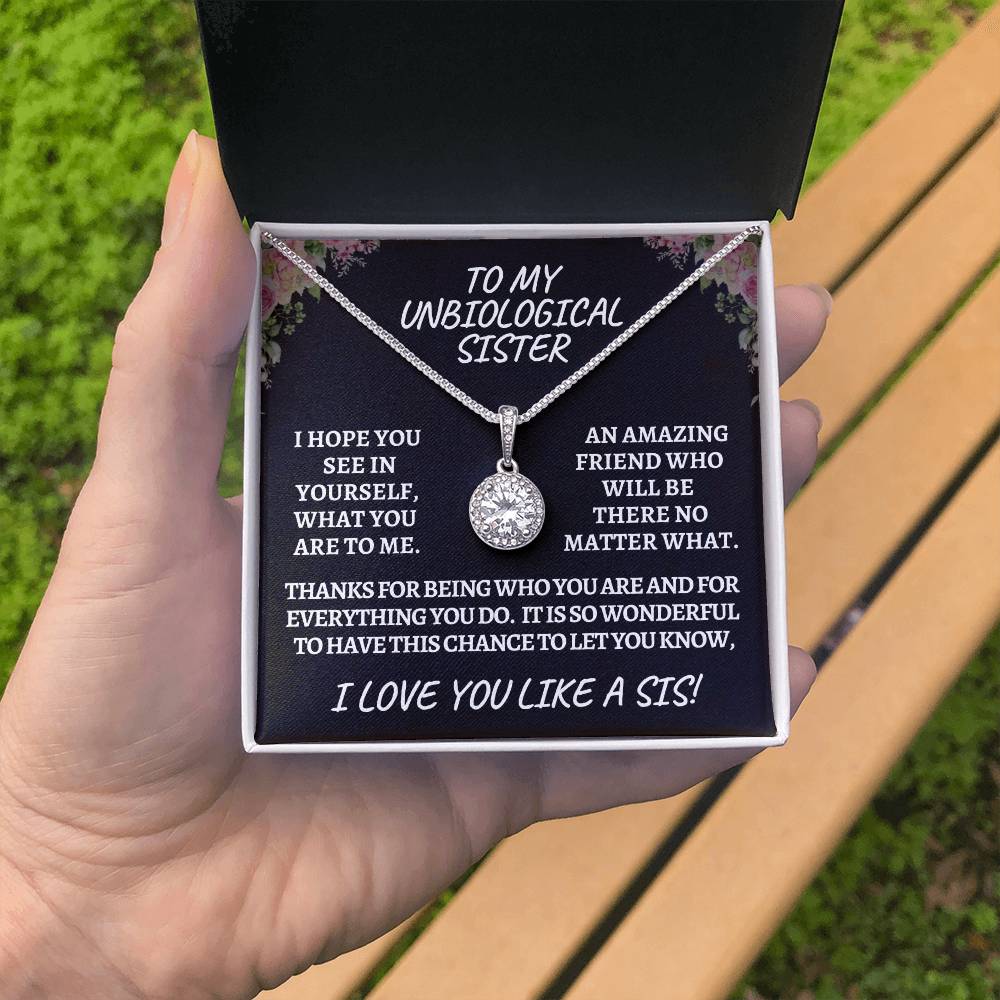 TO MY
UNBIOLOGICAL
SISTER
I HOPE YOU
SEE IN
YOURSELF,
WHAT YOU
ARE TO ME.
AN AMAZING
FRIEND WHO
WILL BE
THERE NO
MATTER WHAT.
THANKS FOR BEING WHO YOU ARE AND FOR
EVERYTHING YOU DO. IT IS SO WONDERFUL
TO HAVE THIS CHANCE TO LET YOU KNOW,
I LOVE YOU LIKE A SIS!